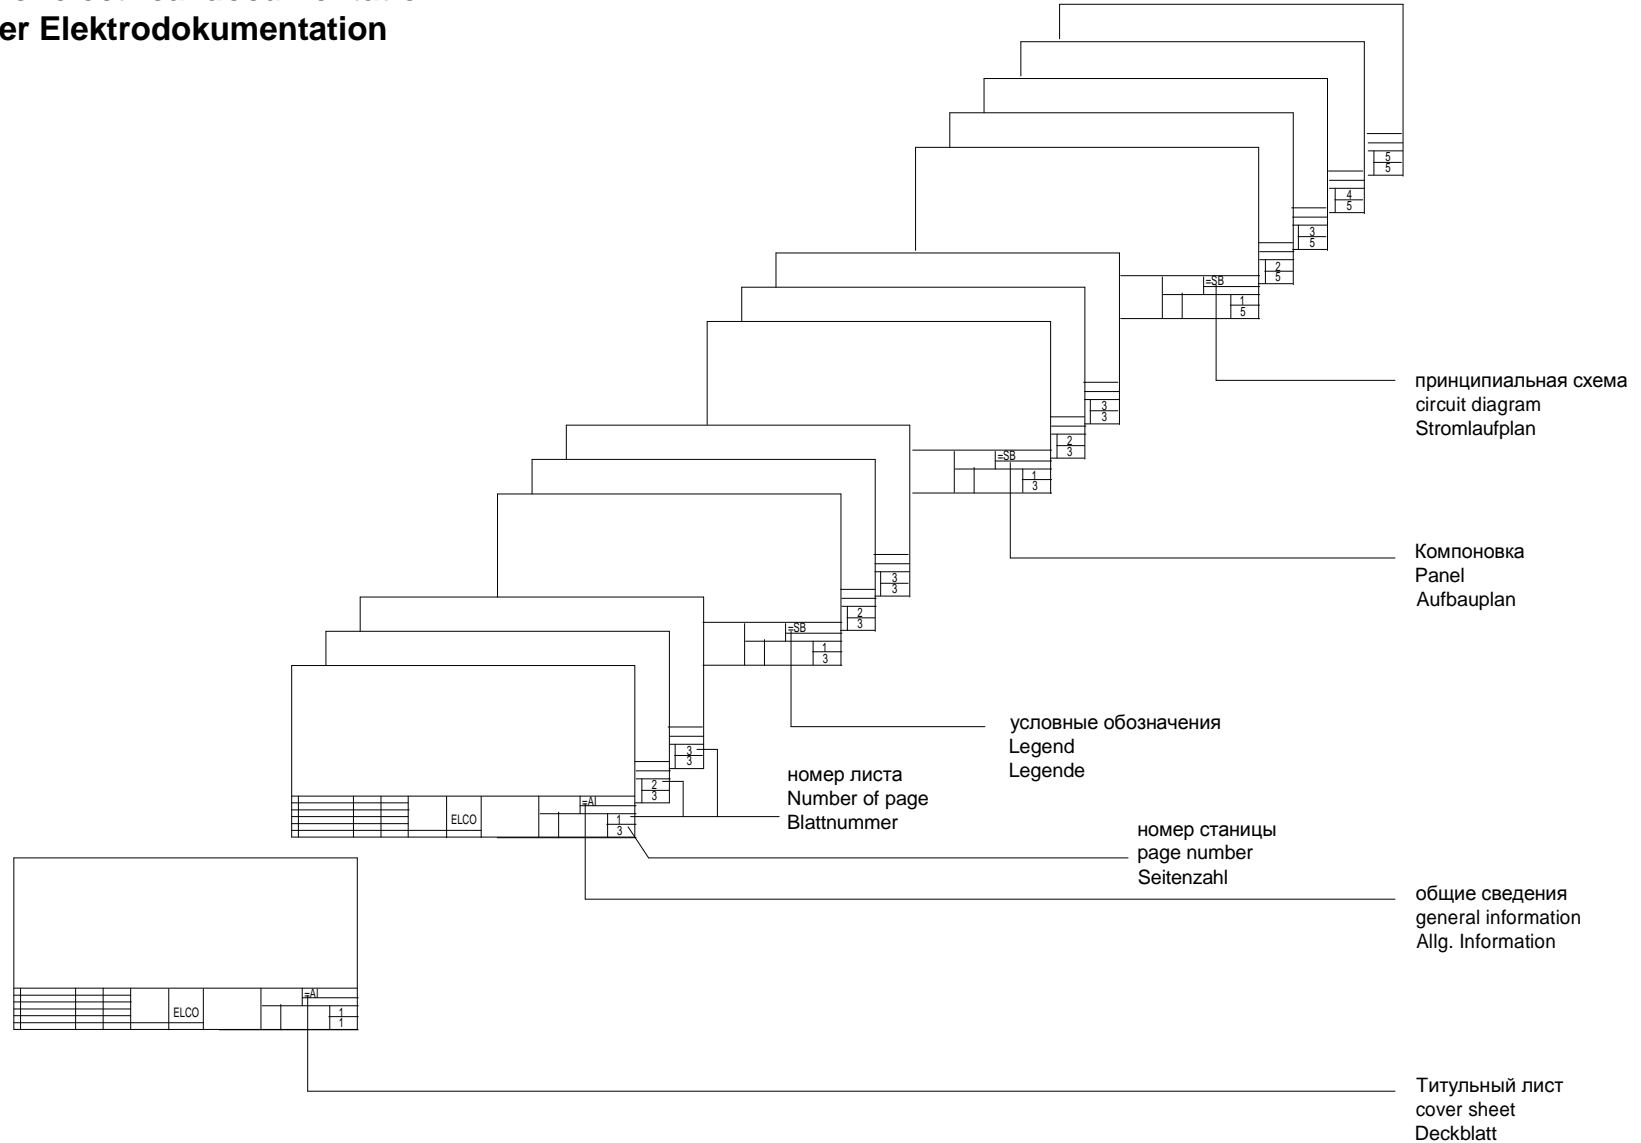 er Elektrodokumentation
5
5
4
5
3
5
2
5
=SB
1
5
принципиальная схема
circuit diagram
Stromlaufplan
3
3
2
3
=SB
1
3
Компоновка
Panel
Aufbauplan
3
3
2
3
=SB
1
3
условные обозначения
Legend
Legende
3
3
2
3
=AI
ELCO
1
3
номер листа
Number of page
Blattnummer
номер станицы
page number
Seitenzahl
общие сведения
general information
Allg. Information
=AI
ELCO
1
1
Титульный лист
cover sheet
Deckblatt